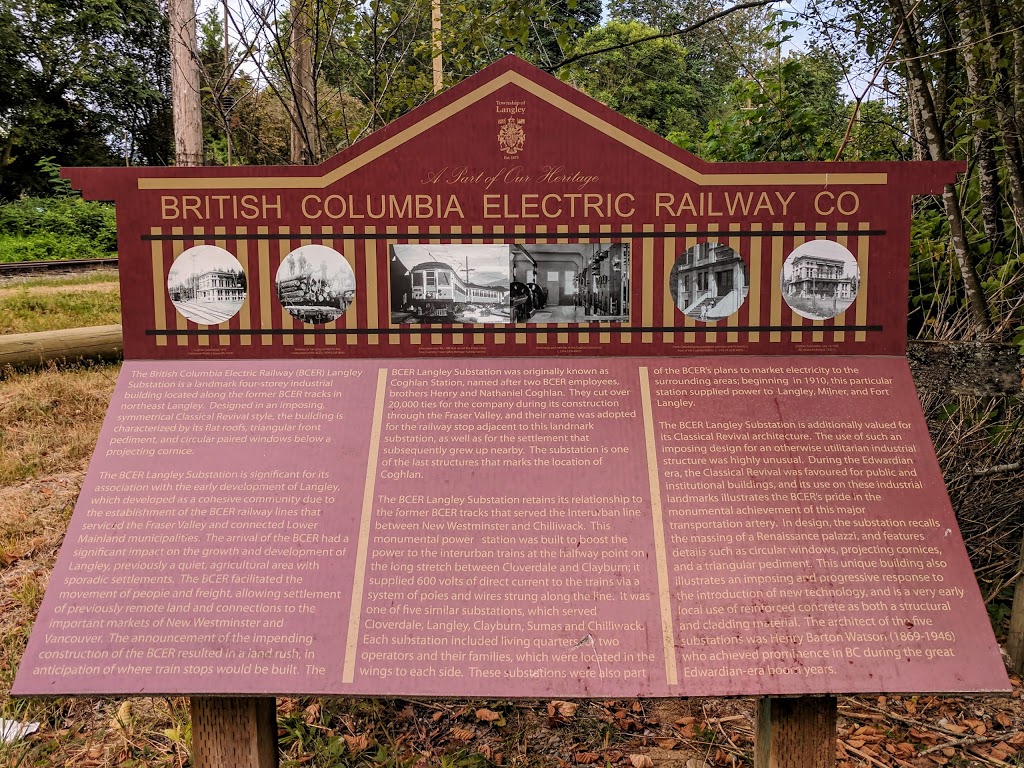 Township of
Langley
Est. 1873
A Part of Our Heritage
BRITISH COLUMBIA ELECTRIC RAILWAY CO
The British Columbia Electric Railway (BCER) Langley
Substation is a landmark four-storey industrial
building located along the former BCER tracks in
northeast Langley. Designed in an imposing,
symmetrical Classical Revival style, the building is
characterized by its flat roofs, triangular front
pediment, and circular paired windows below a
projecting cornice.
The BCER Langley Substation is significant for its
association with the early development of Langley,
which developed as a cohesive community due to
the establishment of the BCER railway lines that
serviced the Fraser Valley and connected Lower
Mainland municipalities. The arrival of the BCER had a
significant impact on the growth and development of
Langley, previously a quiet, agricultural area with
sporadic settlements. The BCER facilitated the
movement of people and freight, allowing settlement
of previously remote land and connections to the
important markets of New Westminster and
Vancouver. The announcement of the impending
construction of the BCER resulted in a land rush, in
anticipation of where train stops would be built. The
BCER Langley Substation was originally known as
Coghlan Station, named after two BCER employees,
brothers Henry and Nathaniel Coghlan. They cut over
20,000 ties for the company during its construction
through the Fraser Valley, and their name was adopted
for the railway stop adjacent to this landmark
substation, as well as for the settlement that
subsequently grew up nearby. The substation is one
of the last structures that marks the location of
Coghlan.
The BCER Langley Substation retains its relationship to
the former BCER tracks that served the Interurban line
between New Westminster and Chilliwack. This
monumental power station was built to boost the
power to the interurban trains at the halfway point on
the long stretch between Cloverdale and Clayburn; it
supplied 600 volts of direct current to the trains via a
system of poles and wires strung along the line. It was
one of five similar substations, which served
Cloverdale, Langley, Clayburn, Sumas and Chilliwack.
Each substation included living quarters two
operators and their families, which were located in the
wings to each side. These substations were also part
of the BCER's plans to market electricity to the
surrounding areas; beginning in 1910, this particular
station supplied power to Langley, Milner, and Fort
Langley.
The BCER Langley Substation is additionally valued for
its Classical Revival architecture. The use of such an
imposing design for an otherwise utilitarian industrial
structure was highly unusual. During the Edwardian
era, the Classical Revival was favoured for public and
institutional buildings, and its use on these industrial
landmarks illustrates the BCER's pride in the
monumental achievement of this major
transportation artery. In design, the substation recalls
the massing of a Renaissance palazzi, and features
details such as circular windows, projecting cornices,
and a triangular pediment. This unique building also
illustrates an imposing and progressive response to
the introduction of new technology, and is a very early
local use of reinforced concrete as both a structural
and cladding material. The architect of the five
substations was Henry Barton Watson (1869-1946)
who achieved prominence in BC during the great
Edwardian-era boom years.